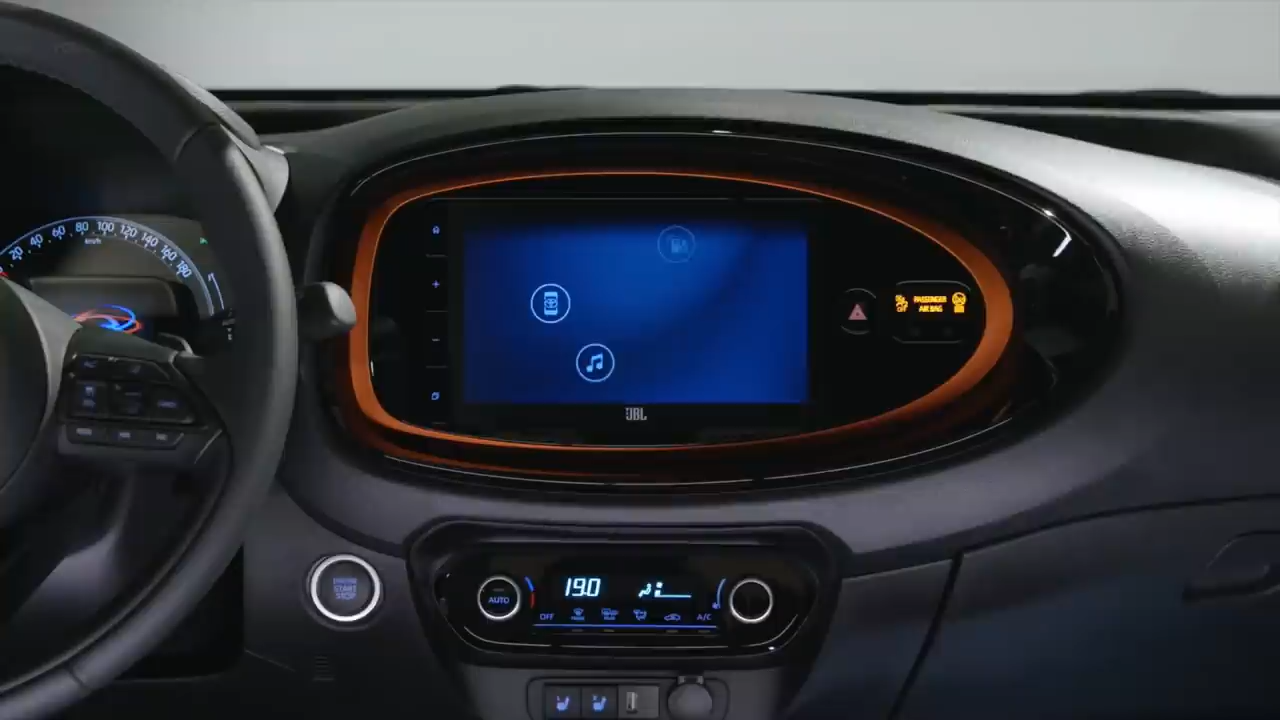 20 40 60 80 100 120 140 160 180
km/h
PASSENGER
AIR BAG
OFF
JBL
ENGINE
START
STOP
AUTO
19.0
OFF
A/C